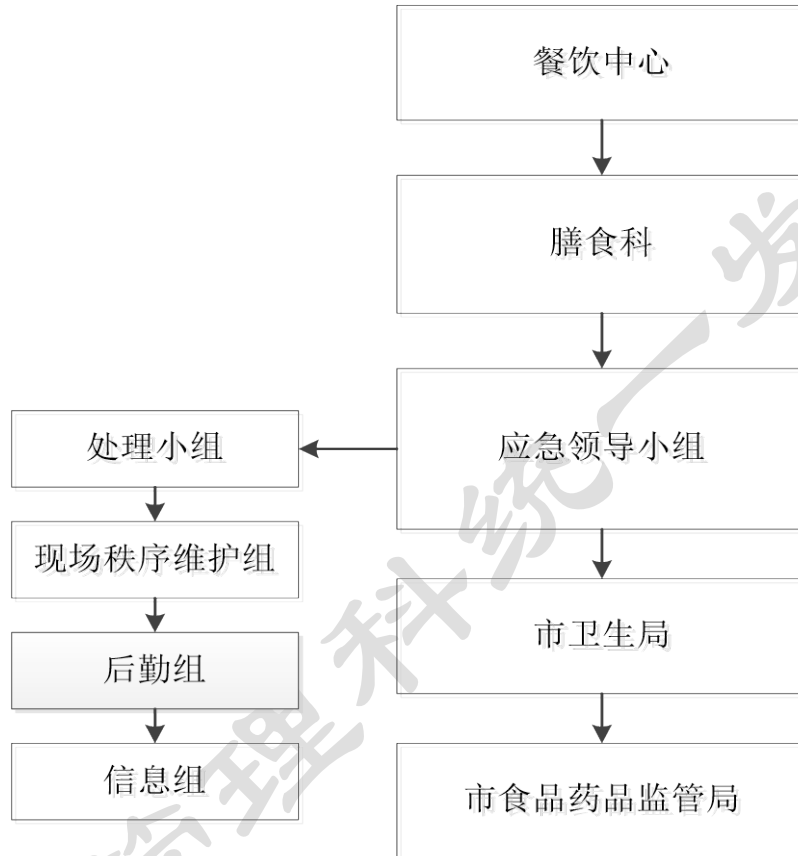 餐饮中心
膳食科
应急领导小组
处理小组
现场秩序维护组
后勤组
信息组
市卫生局
市食品药品监管局
理科统一发